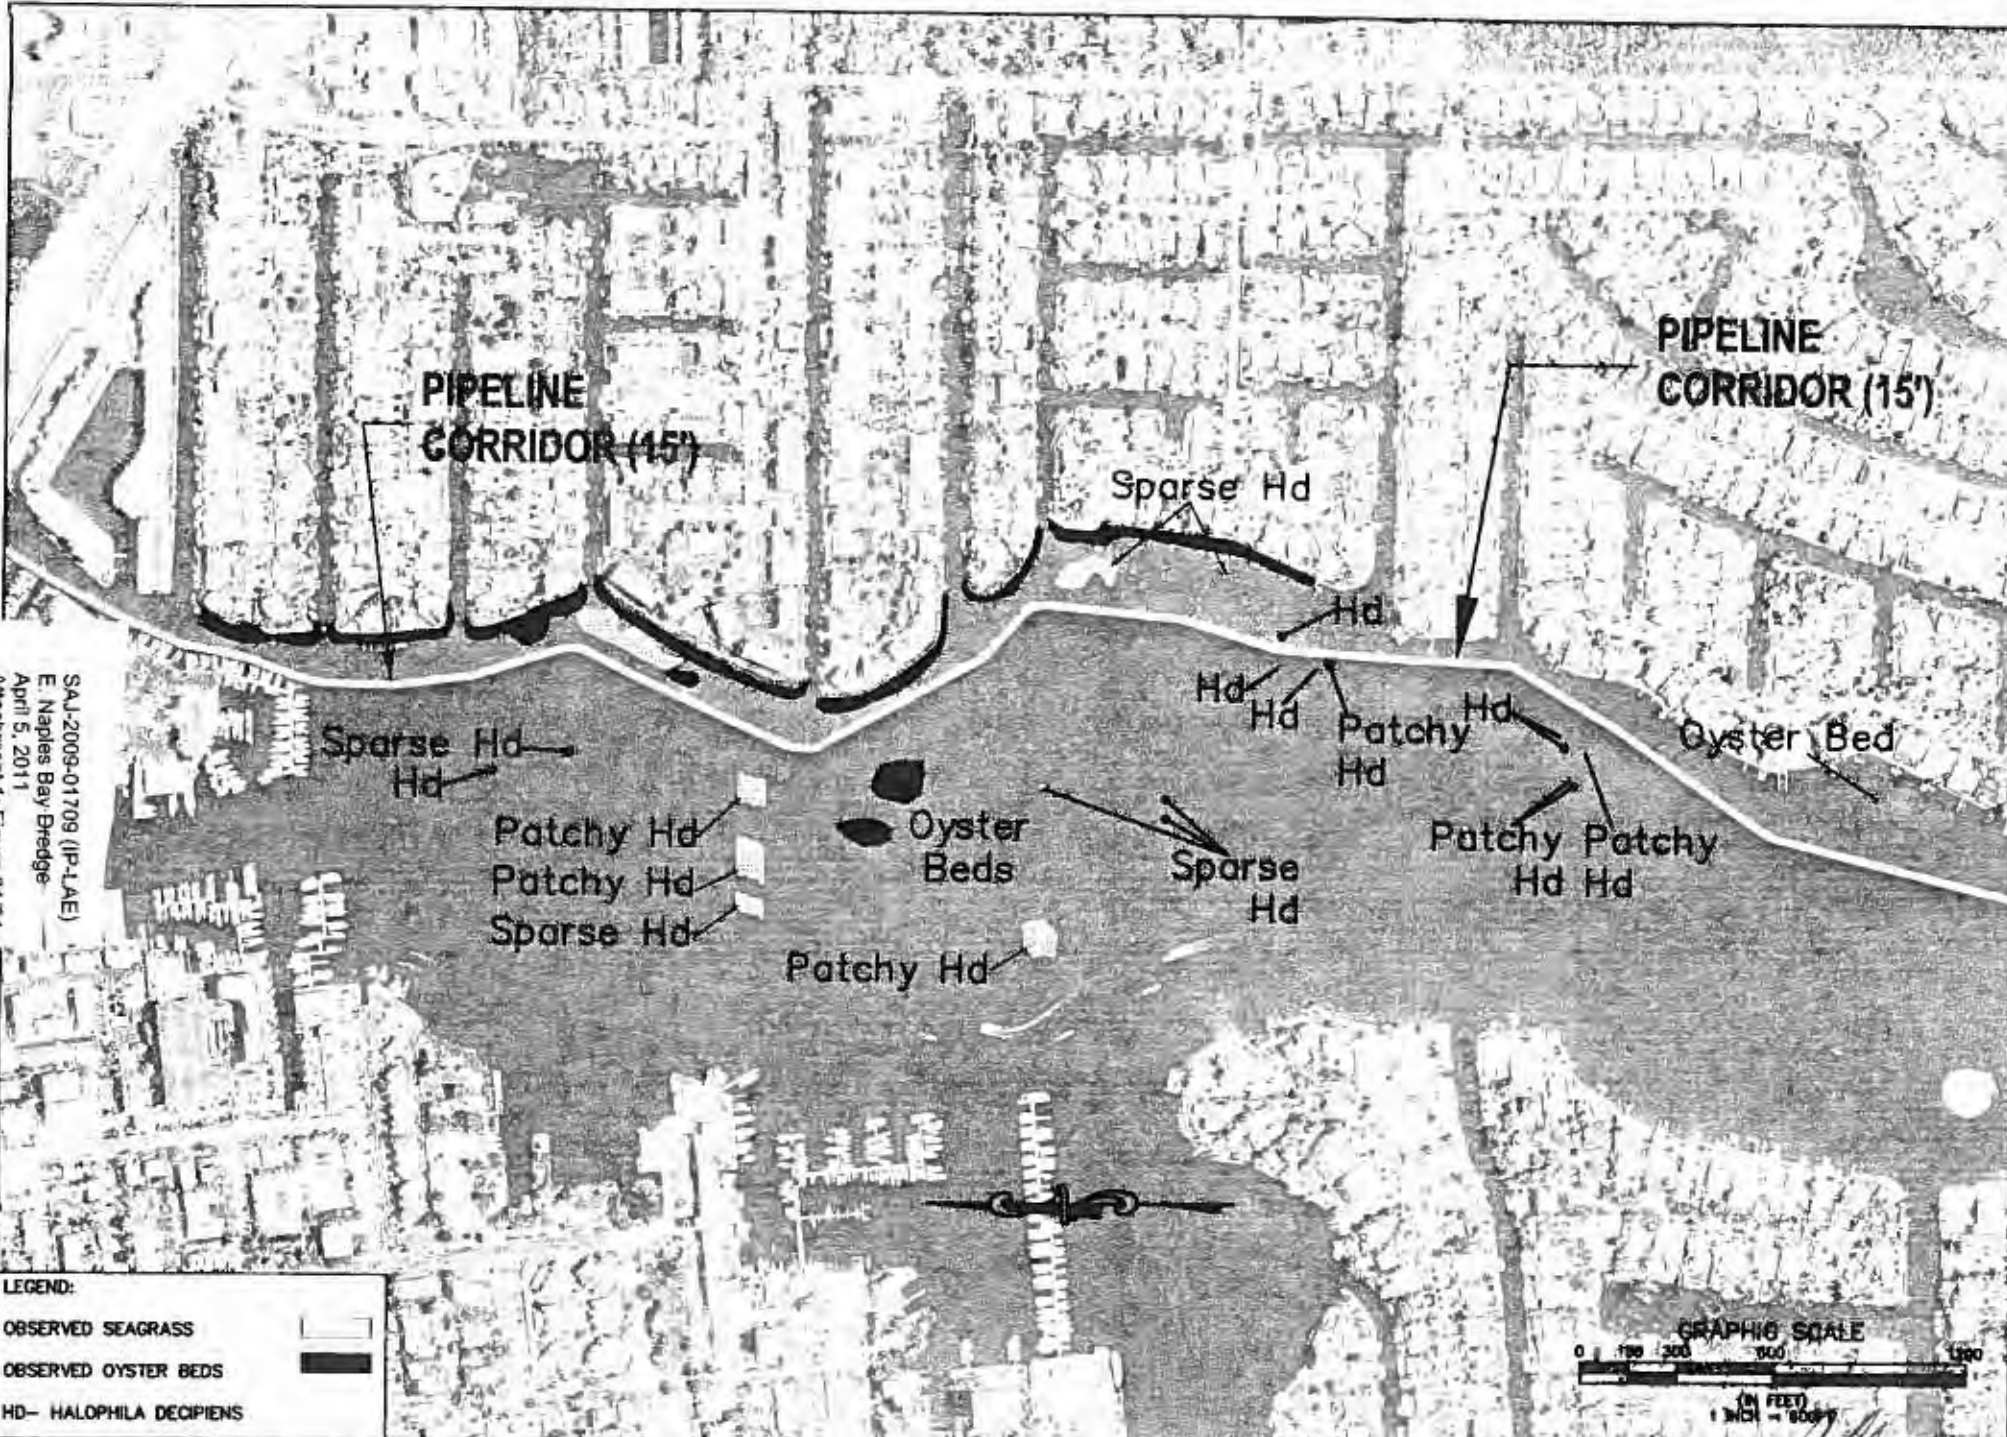 PIPELINE
CORRIDOR (15')
PIPELINE
CORRIDOR (15')
Sparse Hd
Hd
Hd
Hd
Patchy
Hd
Hd
Oyster Bed
Sparse Hd
Hd
Patchy Hd
Patchy Hd
Sparse Hd
Oyster
Beds
Sparse
Hd
Patchy Patchy
Hd Hd
Patchy Hd
SAJ-2009-01709 (IP-LAE)
E. Naples Bay Dredge
April 5, 2011
LEGEND:
OBSERVED SEAGRASS
OBSERVED OYSTER BEDS
HD- HALOPHILA DECIPIENS
GRAPHIC SCALE
0 300 600
(IN FEET)
1 INCH =